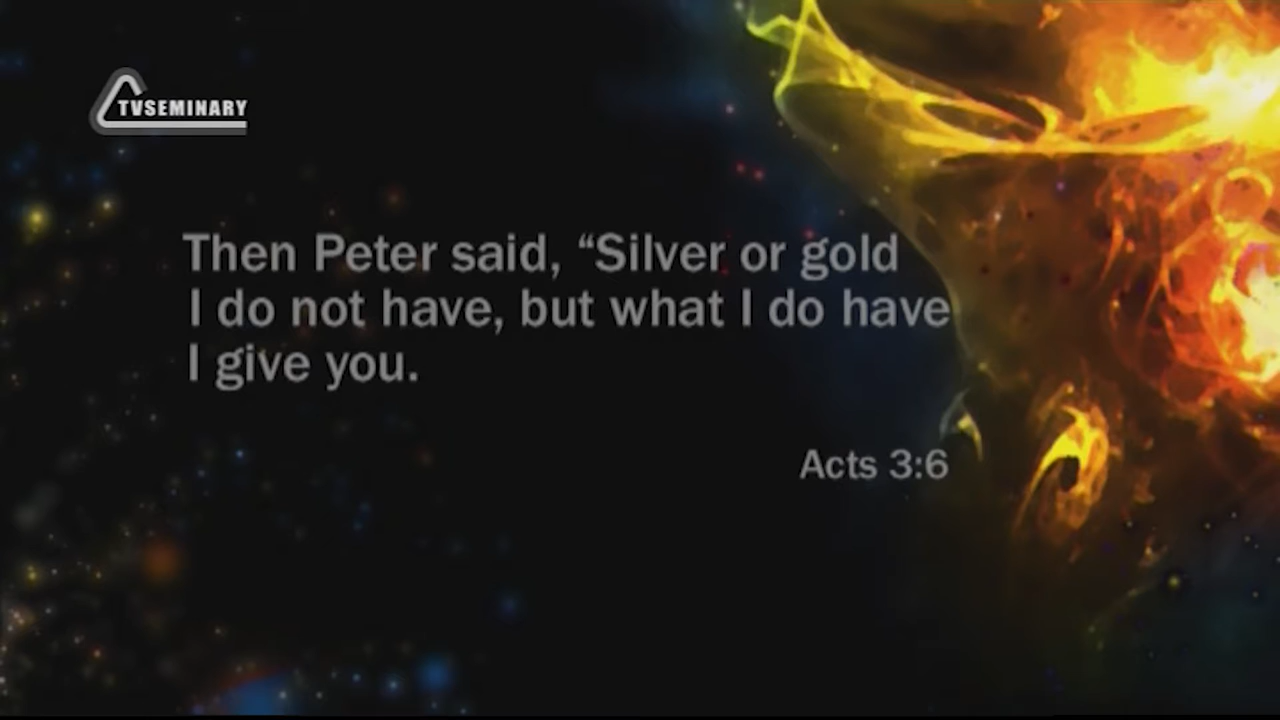 TVSEMINARY
Then Peter said, “Silver or gold
I do not have, but what I do have
I give you.
Acts 3:6